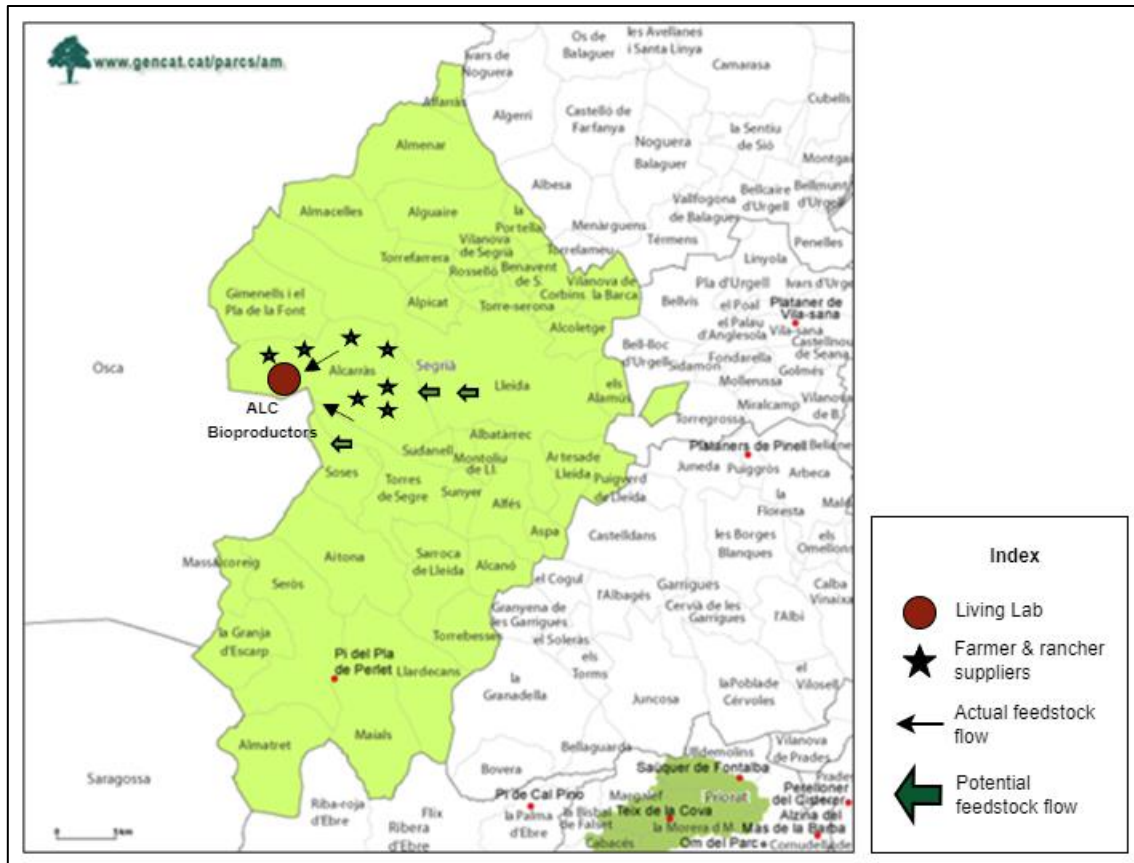 www.gencat.cat/parcs/am
Os de
Balaguer
les Avellanes
i Santa Linya
Ivars de
Noguera
Camarasa
Alfarràs
Algerri
Castelló de
Farfanya
Cubells
Almenar
Noguera
la Sentiu
de Sió
Balaguer
Montgai
Albesa
Vallfogona
de Balaguer
Bellcaire
d'Urgell
Bellmunt
d'Urgell
Almacelles
Alguaire
la
Portella
Menàrguens
Térmens
Penelles
Vilanova
de Segrià
Torrelameu
Torrefarrera
Rosselló
Benavent
de S.
Linyola
Gimenells i el
Pla de la Font
Alpicat
Torre-serona
Corbins
Vilanova de
la Barca
Pla d'Urgell
Ivars d'Urge
Bellvís
el Poal
Plataner de
Vila-sana
Alcoletge
el Palau
d'Anglesola
Vila-sana
Castellnou
de Seana
Osca
Alcarràs
Segrià
Bell-lloc
d'Urgell
Sidamon
Fondarella
Golmés
Lleida
els
Alamús
Mollerussa
Vilanova
de B.
ALC
Bioproductors
Miralcamp
Torregrossa
Albatàrrec
Sudanell
Montoliu
de Ll.
Artesa de
Lleida
Plataners de Pinell
Soses
Torres
de Segre
Sunyer
Puigverd
de Lleida
Juneda
Puiggròs
Arbeca
Alfés
la
Floresta
Aspa
Castelldans
les Borges
Blanques
els
Omellons
Massalcoreig
Aitona
Sarroca
de Lleida
Alcanó
Seròs
el Cogul
Garrigues
Calba
Vinaixa
l'Albagés
Granyena de
les Garrigues
Cervià de les
Garrigues
l'Albi
la Granja
d'Escarp
Torrebesses
el Soleràs
Pi del Pla
de Perlet
Llardecans
els
Torms
el
Vilosell
la
Granadella
Juncosa
la Pobla de
Cérvoles
Almatret
Maials
Bellaguarda
Ulldemolins
Vilanova
de Prades
Saragossa
Bovera
Saüquer de Fontalba
Prades
Riba-roja
d'Ebre
Flix
Pi de Cal Pino
Margalef
Priorat
la Palma
d'Ebre
la Bisbal
de Falset
Teix de la Cova
Alzina del
Mas de la Barba
Ribera
d'Ebre
la Morera d M.
Cabacés
Om del Parc
5 km
0
Index
Living Lab
Farmer & rancher
suppliers
Actual feedstock
flow
Potential
feedstock flow